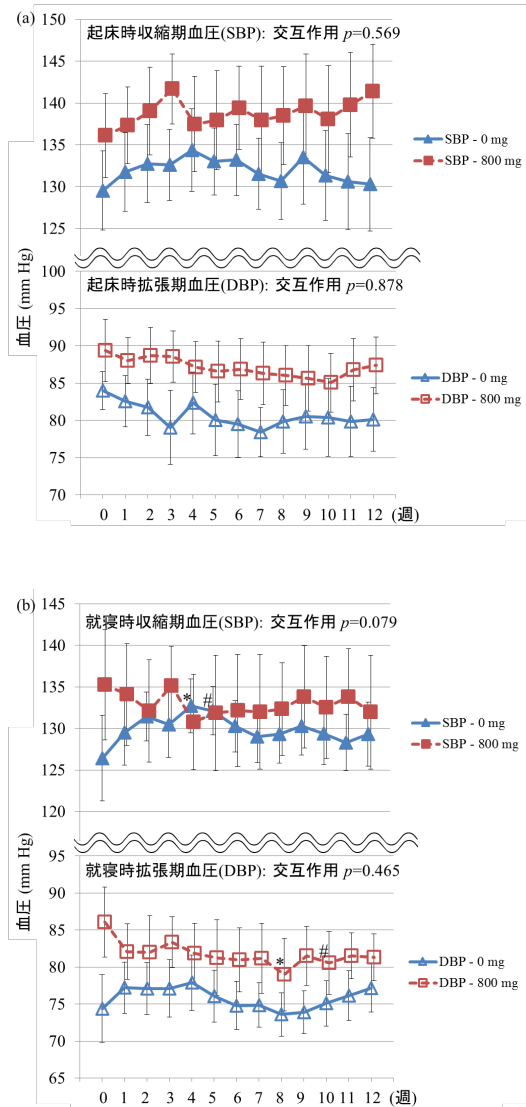 (a)
150
起床時収縮期血圧(SBP): 交互作用 p=0.569
145
140
135
130
125
SBP - 0 mg
SBP - 800 mg
100
起床時拡張期血圧(DBP): 交互作用 p=0.878
95
90
85
80
75
70
DBP - 0 mg
DBP - 800 mg
血圧 (mm Hg)
0 1 2 3 4 5 6 7 8 9 10 11 12 (週)
(b)
145
就寝時収縮期血圧(SBP): 交互作用 p=0.079
140
135
130
125
120
* #
SBP - 0 mg
SBP - 800 mg
95
就寝時拡張期血圧(DBP): 交互作用 p=0.465
90
85
80
75
70
65
* #
DBP - 0 mg
DBP - 800 mg
血圧 (mm Hg)
0 1 2 3 4 5 6 7 8 9 10 11 12 (週)